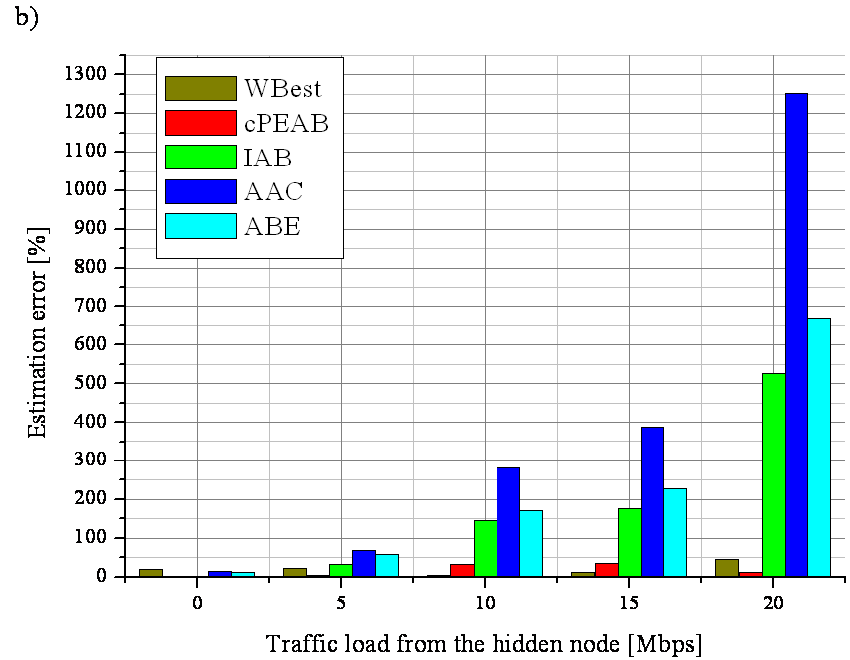 b)
1300
1200
1100
1000
900
800
700
600
500
400
300
200
100
0
Estimation error [%]
WBest
cPEAB
IAB
AAC
ABE
0 5 10 15 20
Traffic load from the hidden node [Mbps]